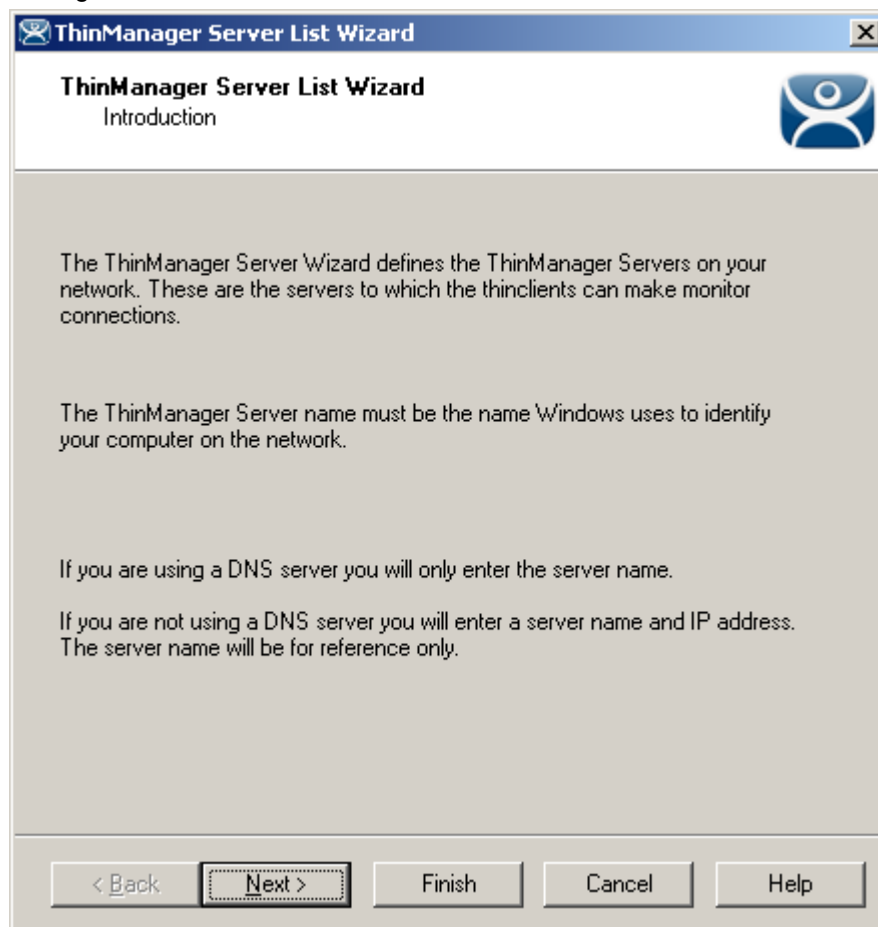 ThinManager Server List Wizard
ThinManager Server List Wizard
Introduction
The ThinManager Server Wizard defines the ThinManager Servers on your
network. These are the servers to which the thinclients can make monitor
connections.
The ThinManager Server name must be the name Windows uses to identify
your computer on the network.
If you are using a DNS server you will only enter the server name.
If you are not using a DNS server you will enter a server name and IP address.
The server name will be for reference only.
< Back Next > Finish Cancel Help